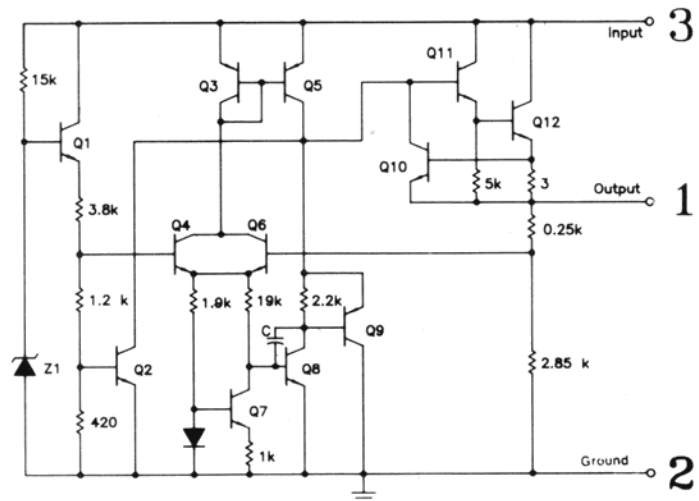 Input 3
Q11
Q3
Q5
15k
Q12
Q1
Q10
5k
3
Output 1
3.8k
0.25k
Q4
Q6
1.2 k
1.9k
19k
2.2k
C
Q9
Z1
Q2
Q8
2.85 k
Q7
420
1k
Ground 2